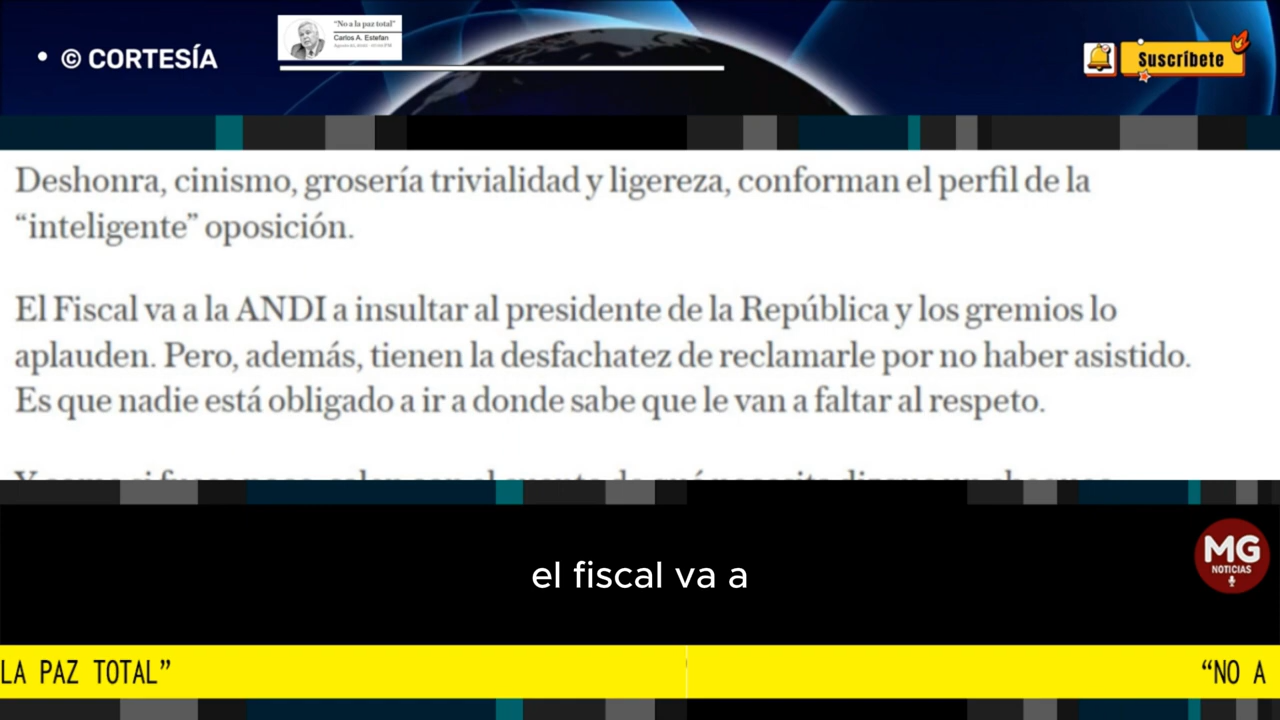 • © CORTESÍA
“No a la paz total”
Carlos A. Estefan
Suscríbete
Deshonra, cinismo, grosería trivialidad y ligereza, conforman el perfil de la
“inteligente” oposición.
El Fiscal va a la ANDI a insultar al presidente de la República y los gremios lo
aplauden. Pero, además, tienen la desfachatez de reclamarle por no haber asistido.
Es que nadie está obligado a ir a donde sabe que le van a faltar al respeto.
el fiscal va a
MG
NOTICIAS
LA PAZ TOTAL”
“NO A